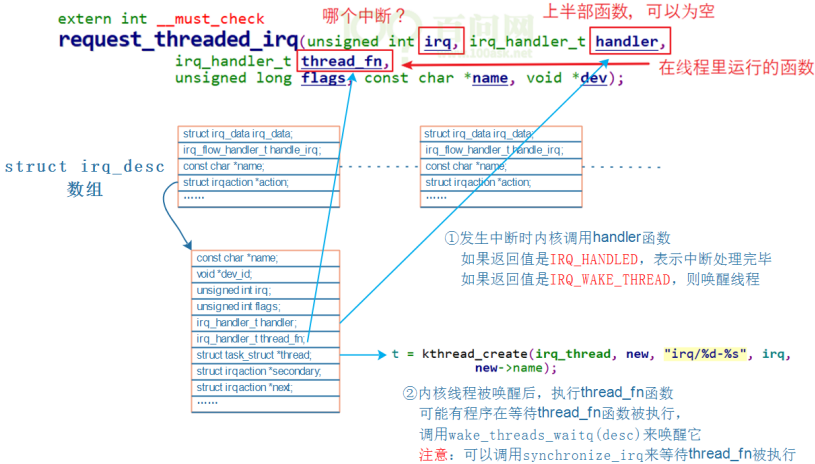 哪个中断？
上半部函数，可以为空
extern int __must_check
request_threaded_irq(unsigned int irq, irq_handler_t handler,
irq_handler_t thread_fn,
在线程里运行的函数
unsigned long flags, const char *name, void *dev);
struct irq_desc
数组
struct irq_data irq_data;
irq_flow_handler_t handle_irq;
const char *name;
struct irqaction *action;
……
struct irq_data irq_data;
irq_flow_handler_t handle_irq;
const char *name;
struct irqaction *action;
……
①发生中断时内核调用handler函数
如果返回值是IRQ_HANDLED，表示中断处理完毕
如果返回值是IRQ_WAKE_THREAD，则唤醒线程
const char *name;
void *dev_id;
unsigned int irq;
unsigned int flags;
irq_handler_t handler;
irq_handler_t thread_fn;
struct task_struct *thread;
struct irqaction *secondary;
struct irqaction *next;
……
t = kthread_create(irq_thread, new, "irq/%d-%s", irq,
new->name);
②内核线程被唤醒后，执行thread_fn函数
可能有程序在等待thread_fn函数被执行，
调用wake_threads_waitq(desc)来唤醒它
注意：可以调用synchronize_irq来等待thread_fn被执行